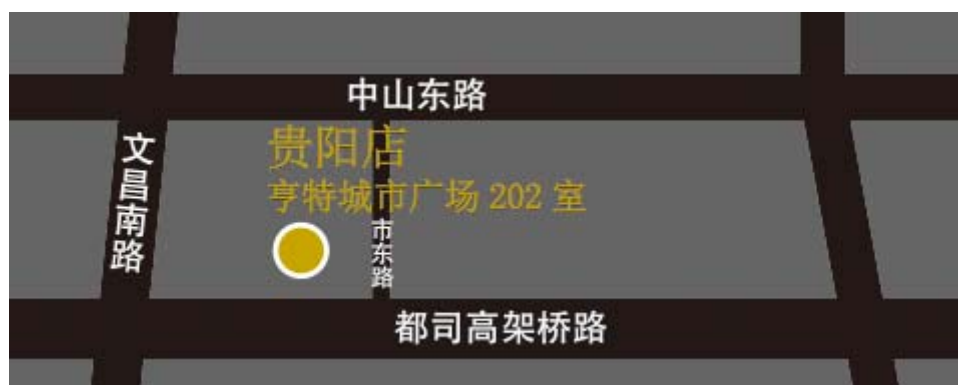 中山东路
贵阳店
亨特城市广场 202 室
文昌南路
市东路
都司高架桥路